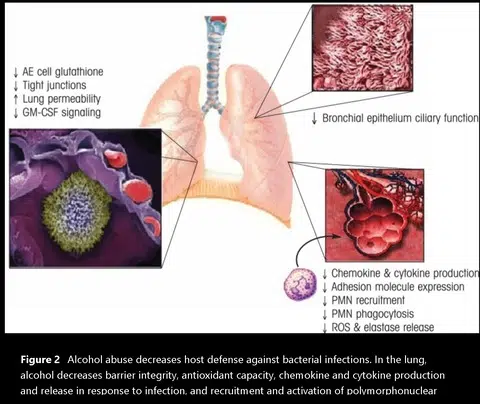 ↓ AE cell glutathione
↓ Tight junctions
↑ Lung permeability
↓ GM-CSF signaling
↓ Bronchial epithelium ciliary function
↓ Chemokine & cytokine production
↓ Adhesion molecule expression
↓ PMN recruitment
↓ PMN phagocytosis
↓ ROS & elastase release
Figure 2 Alcohol abuse decreases host defense against bacterial infections. In the lung,
alcohol decreases barrier integrity, antioxidant capacity, chemokine and cytokine production
and release in response to infection, and recruitment and activation of polymorphonuclear